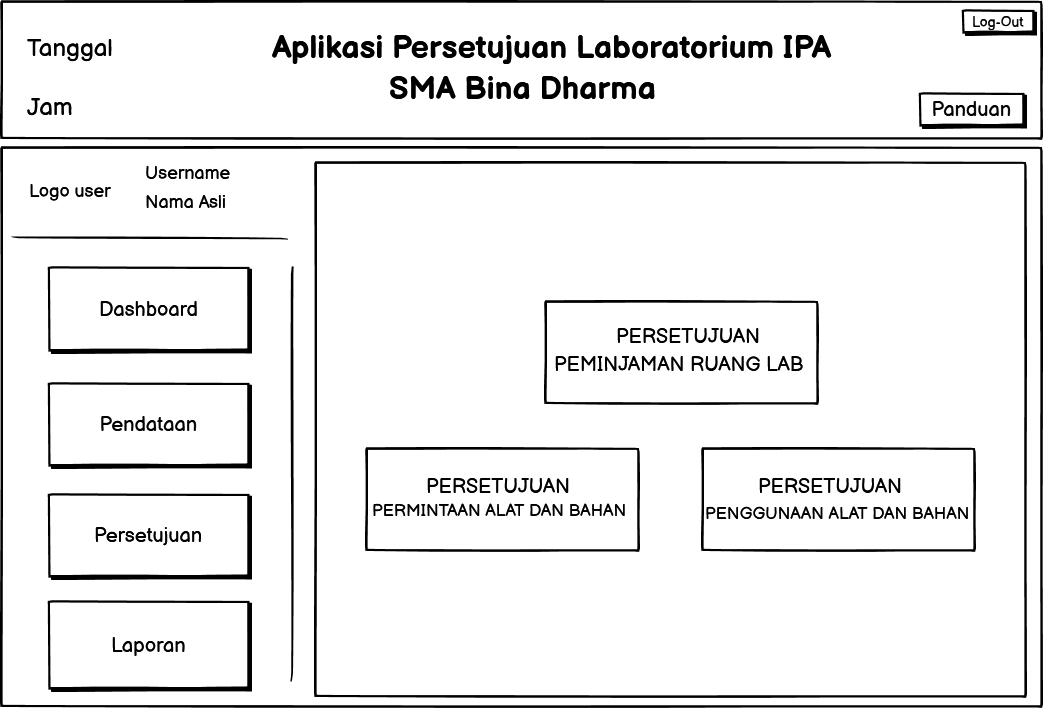 Log-Out
Tanggal
Aplikasi Persetujuan Laboratorium IPA
SMA Bina Dharma
Jam
Panduan
Logo user
Username
Nama Asli
Dashboard
Pendataan
Persetujuan
Laporan
PERSETUJUAN
PEMINJAMAN RUANG LAB
PERSETUJUAN
PERMINTAAN ALAT DAN BAHAN
PERSETUJUAN
PENGGUNAAN ALAT DAN BAHAN